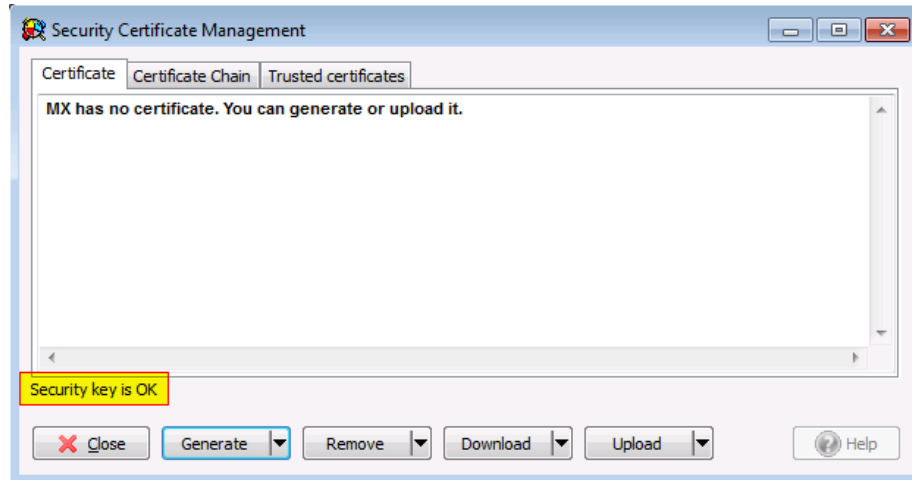 Security Certificate Management
Certificate Certificate Chain Trusted certificates
MX has no certificate. You can generate or upload it.
Security key is OK
Close Generate Remove Download Upload Help